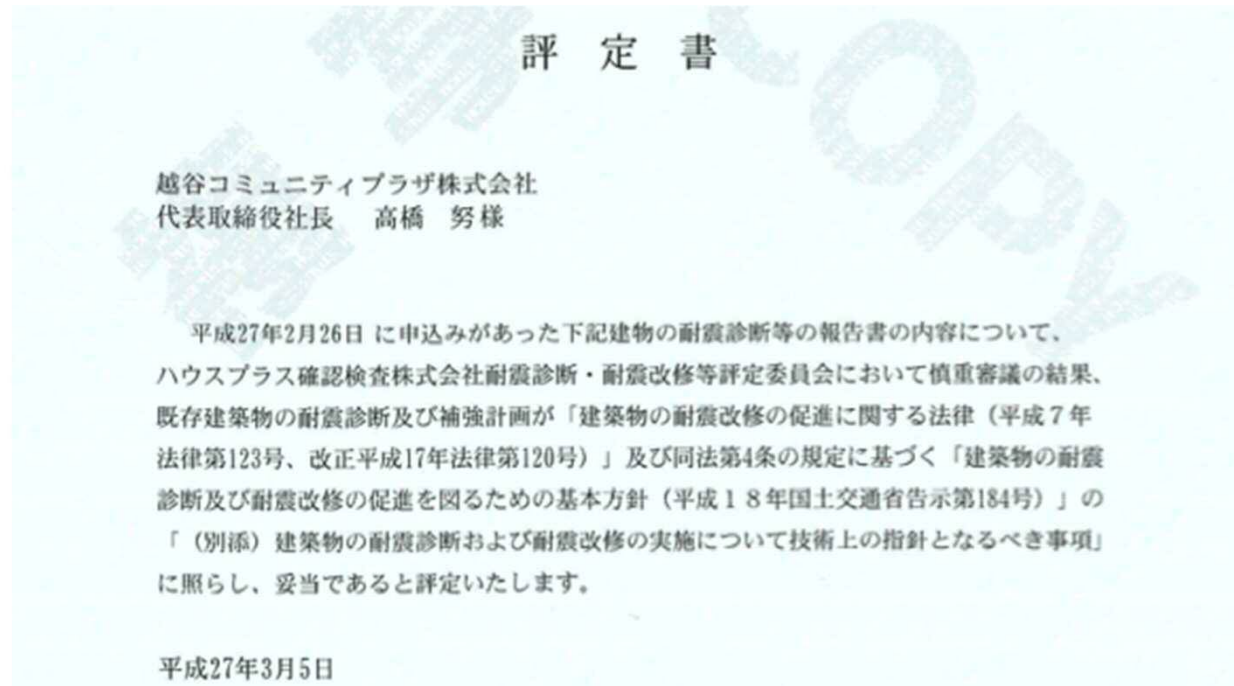 評 定 書
越谷コミュニティプラザ株式会社
代表取締役社長 高橋 努様
平成27年2月26日 に申込みがあった下記建物の耐震診断等の報告書の内容について、
ハウスプラス確認検査株式会社耐震診断・耐震改修等評定委員会において慎重審議の結果、
既存建築物の耐震診断及び補強計画が「建築物の耐震改修の促進に関する法律（平成７年
法律第123号、改正平成17年法律第120号）」及び同法第4条の規定に基づく「建築物の耐震
診断及び耐震改修の促進を図るための基本方針（平成１８年国土交通省告示第184号）」の
「（別添）建築物の耐震診断および耐震改修の実施について技術上の指針となるべき事項」
に照らし、妥当であると評定いたします。
平成27年3月5日
COPY